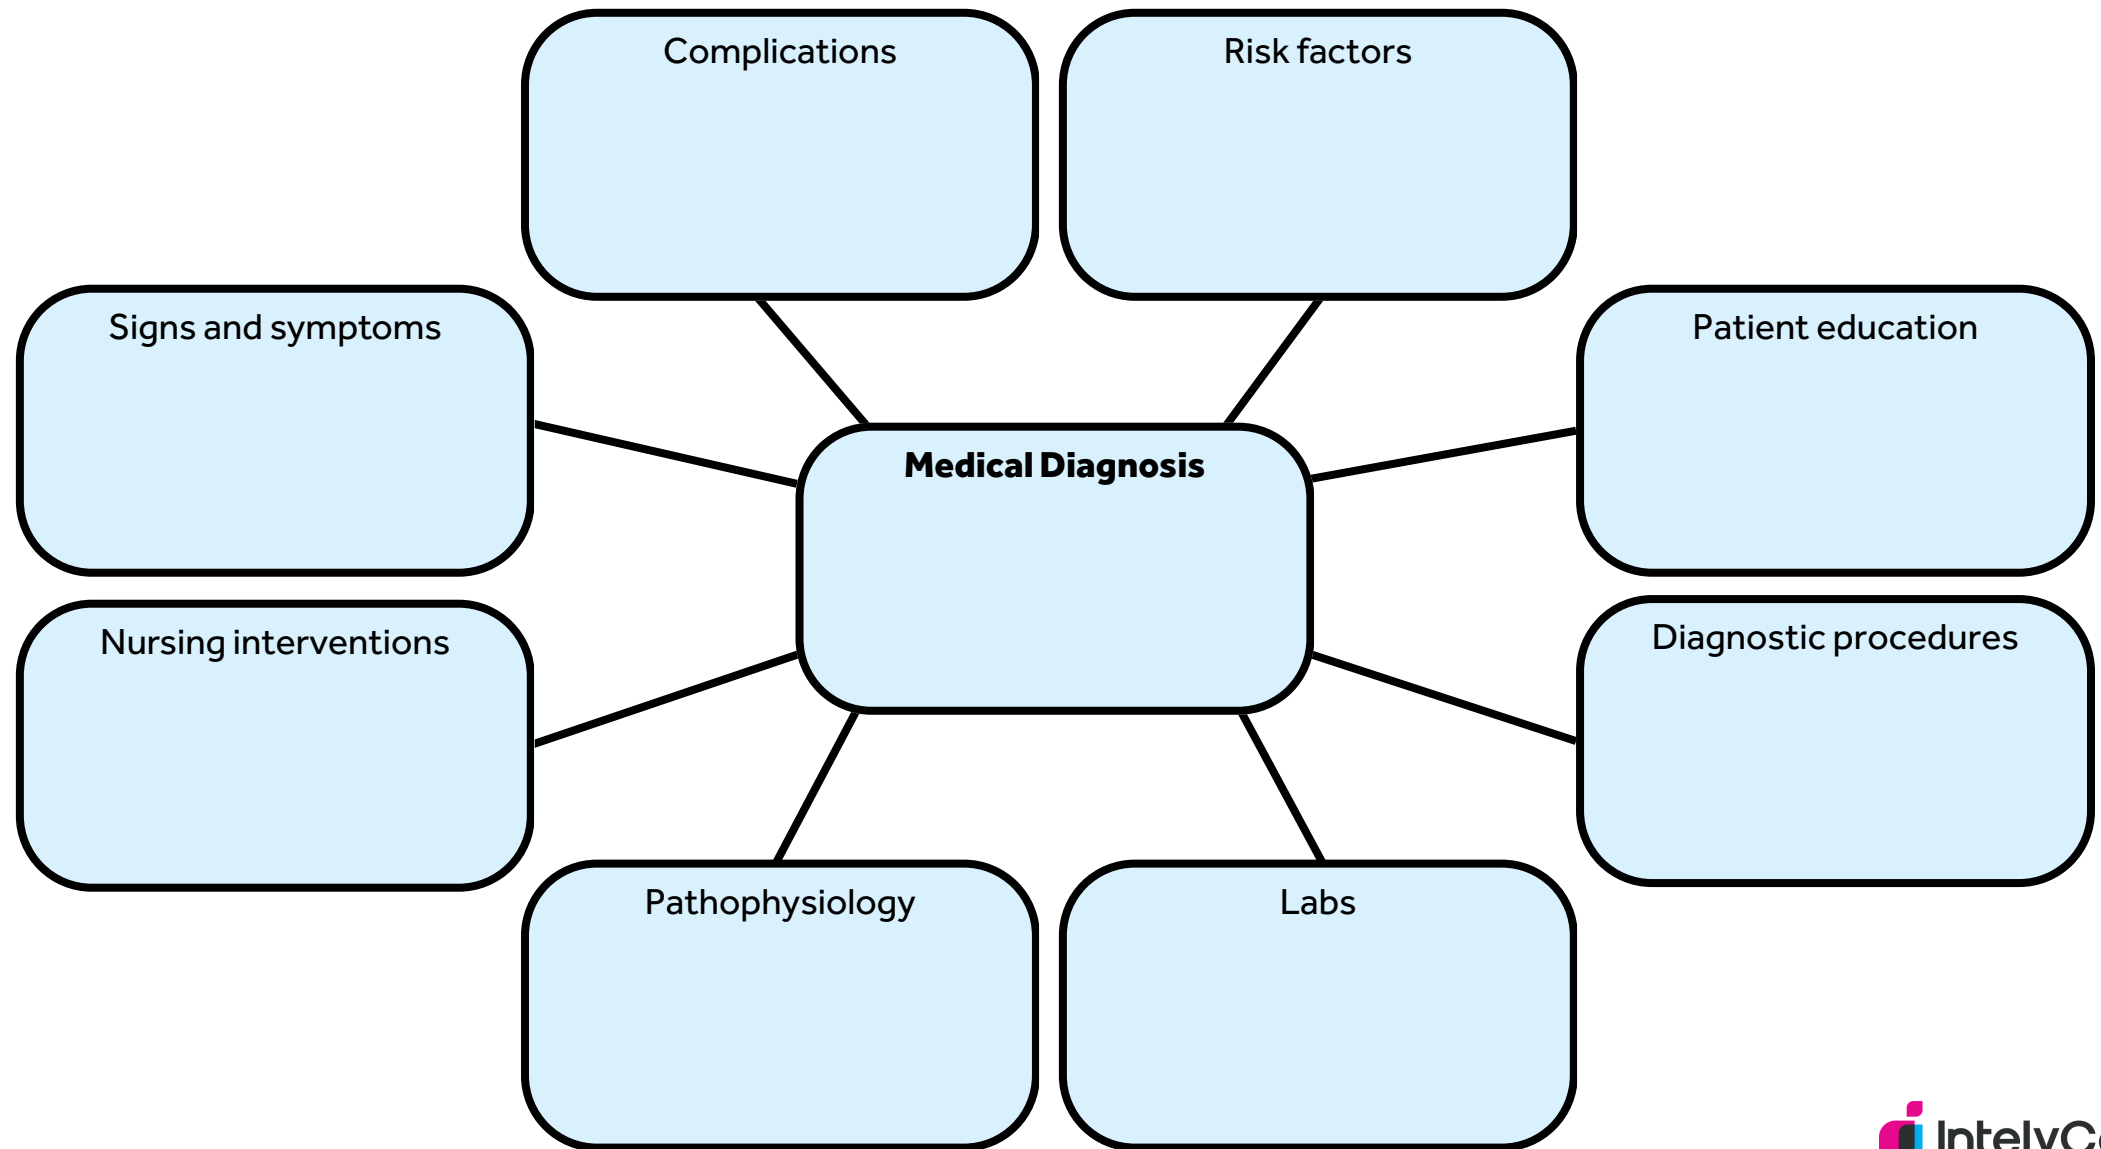 Complications
Risk factors
Signs and symptoms
Patient education
Medical Diagnosis
Nursing interventions
Diagnostic procedures
Pathophysiology
Labs